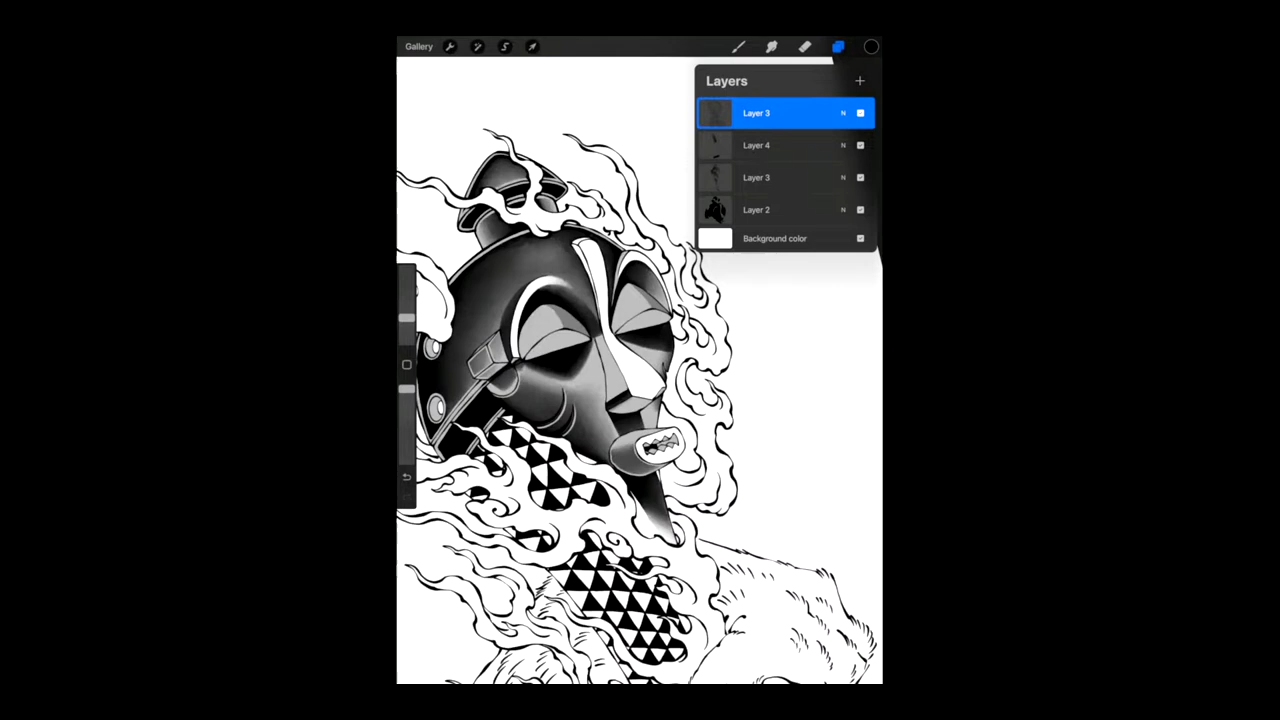 Gallery
Layers
Layer 3 N
Layer 4 N
Layer 3 N
Layer 2 N
Background color